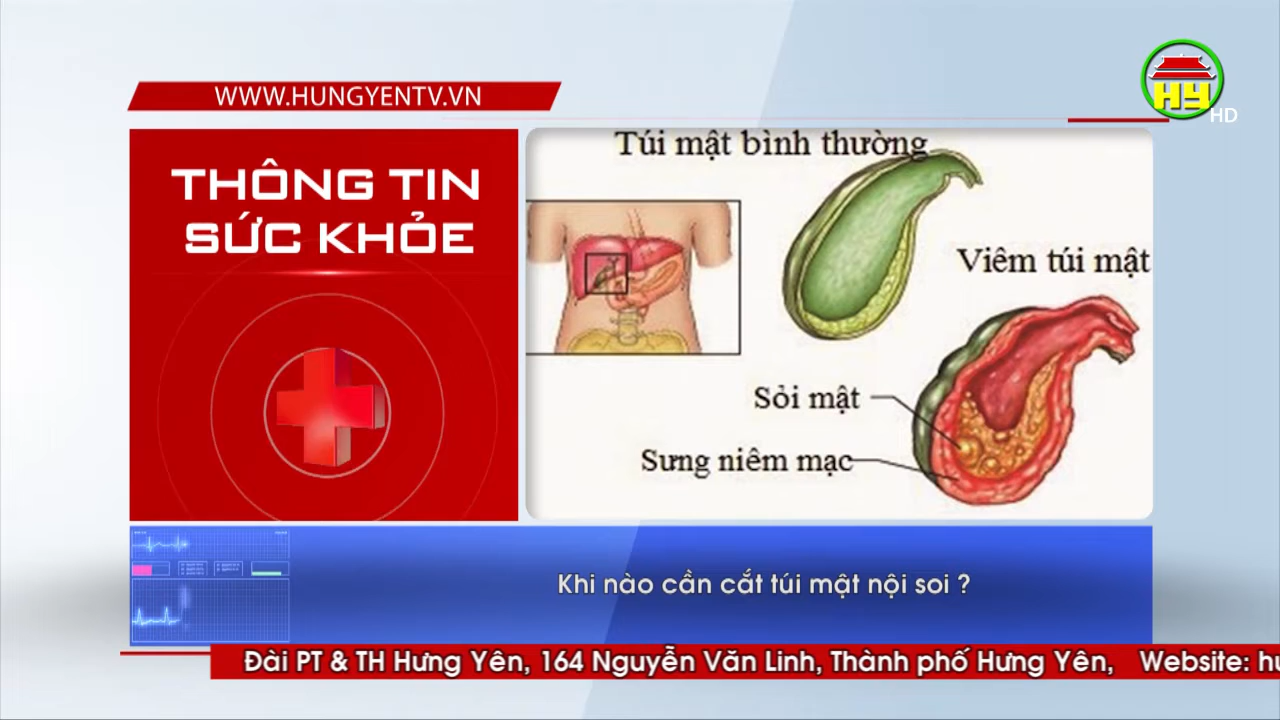 WWW.HUNGYENTV.VN
HY
HD
THÔNG TIN
SỨC KHỎE
Túi mật bình thường
Viêm túi mật
Sỏi mật
Sưng niêm mạc
Khi nào cần cắt túi mật nội soi ?
Đài PT & TH Hưng Yên, 164 Nguyễn Văn Linh, Thành phố Hưng Yên, Website: hu